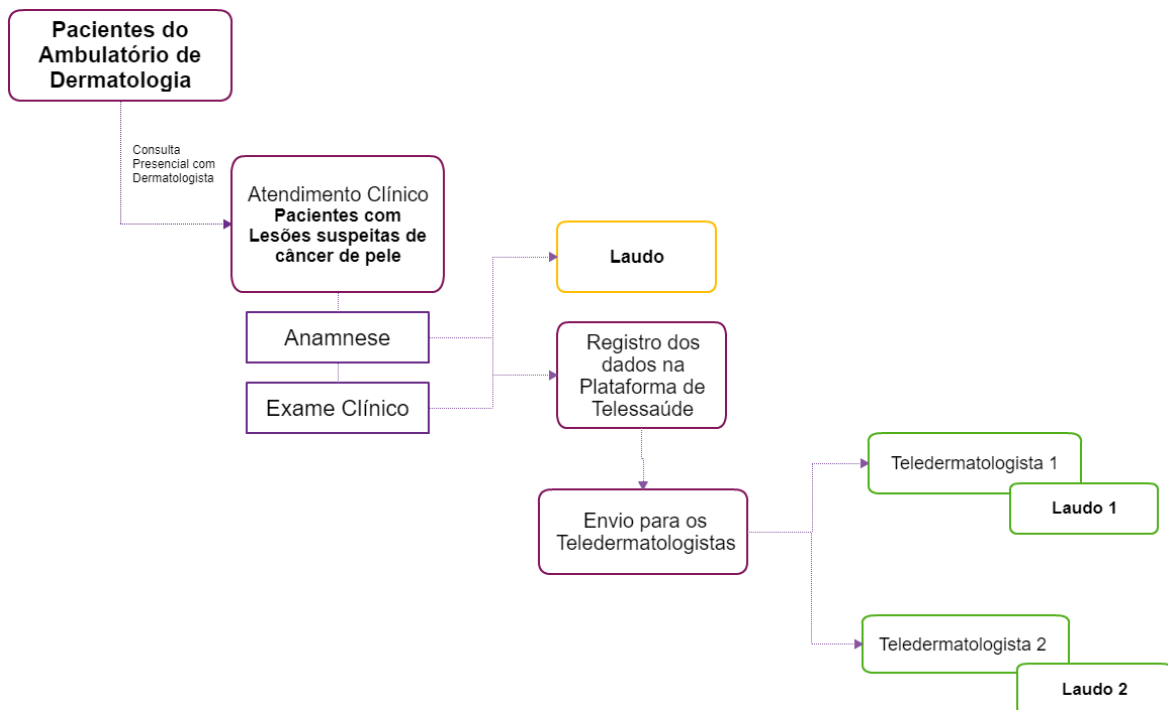 Pacientes do
Ambulatório de
Dermatologia
Consulta
Presencial com
Dermatologista
Atendimento Clínico
Pacientes com
Lesões suspeitas de
câncer de pele
Laudo
Anamnese
Exame Clínico
Registro dos
dados na
Plataforma de
Telessaúde
Envio para os
Teledermatologistas
Teledermatologista 1
Laudo 1
Teledermatologista 2
Laudo 2